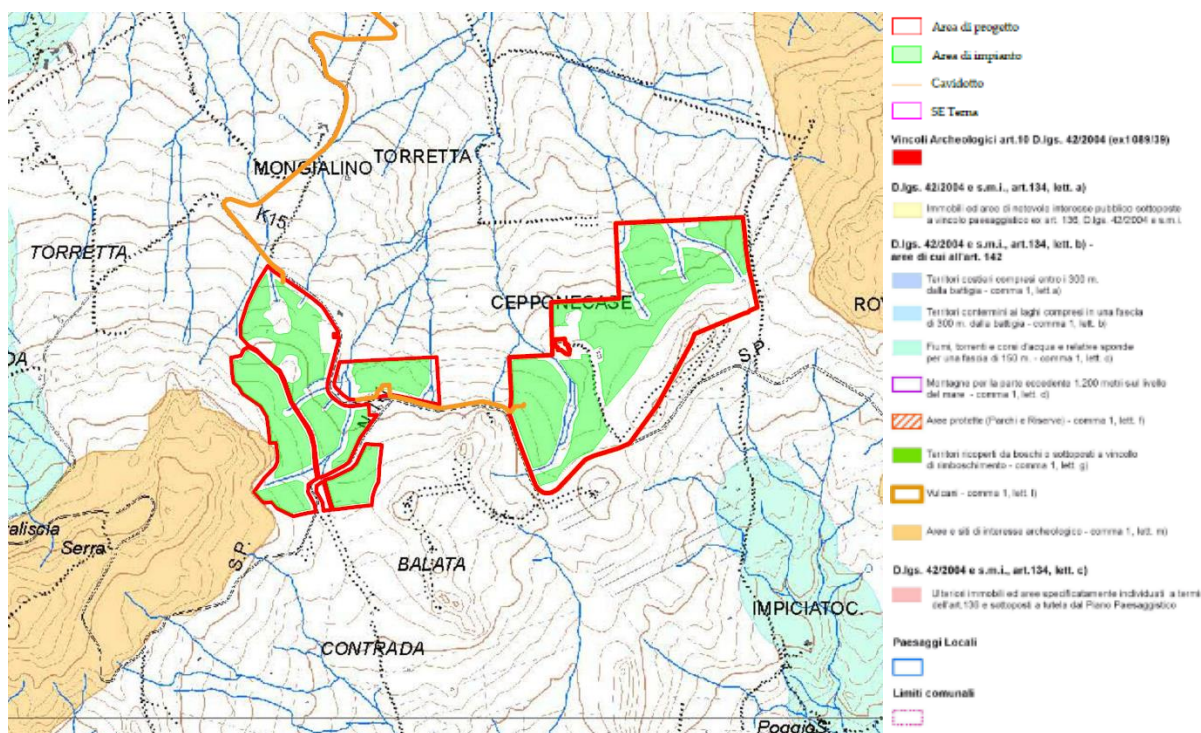 MONGIALINO
TORRETTA
K15
TORRETTA
CEPPONECASE
S.P.
BALATA
Serra
S.P.
IMPICIATOC.
CONTRADA
PoggioS.
Area di progetto
Area di impianto
Cavidotto
SE Terna
Vincoli Archeologici art.10 D.lgs. 42/2004 (ex1089/39)
D.lgs. 42/2004 e s.m.i., art.134, lett. a)
Immobili ed aree di notevole interesse pubblico sottoposte
a vincolo paesaggistico ex art. 136, D.lgs. 42/2004 e s.m.i.
D.lgs. 42/2004 e s.m.i., art.134, lett. b) -
aree di cui all'art. 142
Territori costieri compresi entro i 300 m.
dalla battigia - comma 1, lett. a)
Territori contermini ai laghi compresi in una fascia
di 300 m. dalla battigia - comma 1, lett. b)
Fiumi, torrenti e corsi d'acqua e relative sponde
per una fascia di 150 m. - comma 1, lett. c)
Montagne per la parte eccedente 1.200 metri sul livello
del mare - comma 1, lett. d)
Aree protette (Parchi e Riserve) - comma 1, lett. f)
Territori ricoperti da boschi o sottoposti a vincolo
di rimboschimento - comma 1, lett. g)
Vulcani - comma 1, lett. l)
Aree e siti di interesse archeologico - comma 1, lett. m)
D.lgs. 42/2004 e s.m.i., art.134, lett. c)
Ulteriori immobili ed aree specificatamente individuati a termi
dell'art.136 e sottoposti a tutela dal Piano Paesaggistico
Paesaggi Locali
Limiti comunali